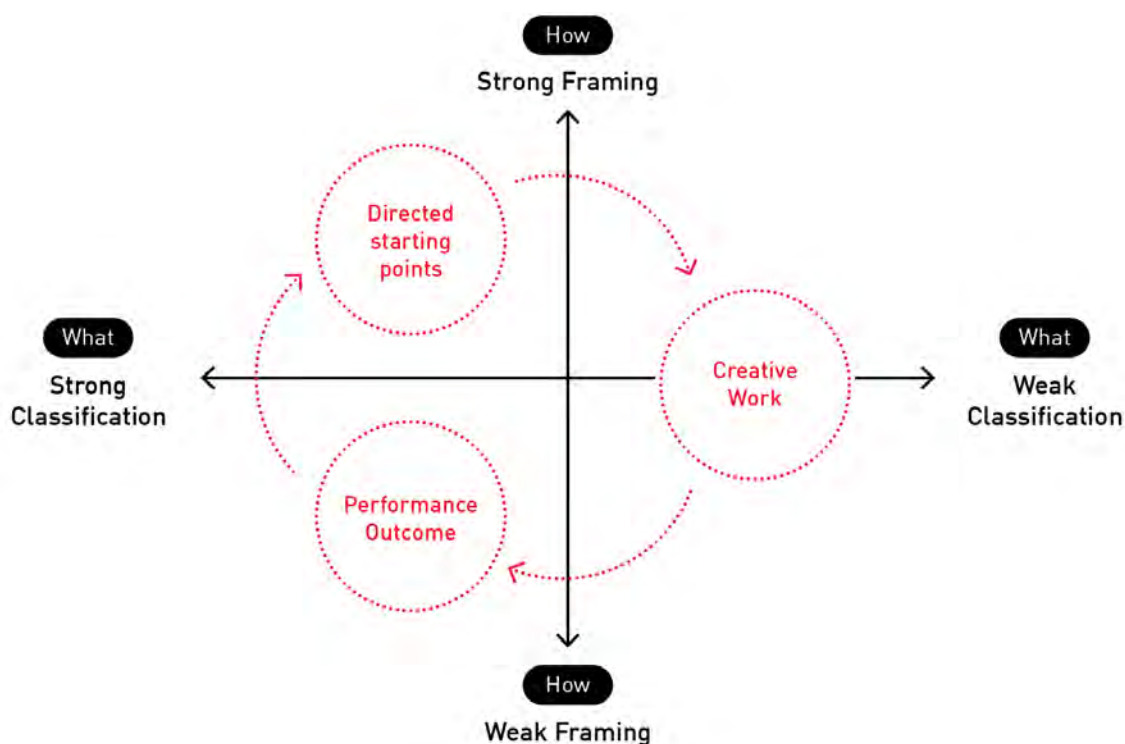 How
Strong Framing
Directed
starting
points
What
Strong
Classification
Creative
Work
What
Weak
Classification
Performance
Outcome
How
Weak Framing